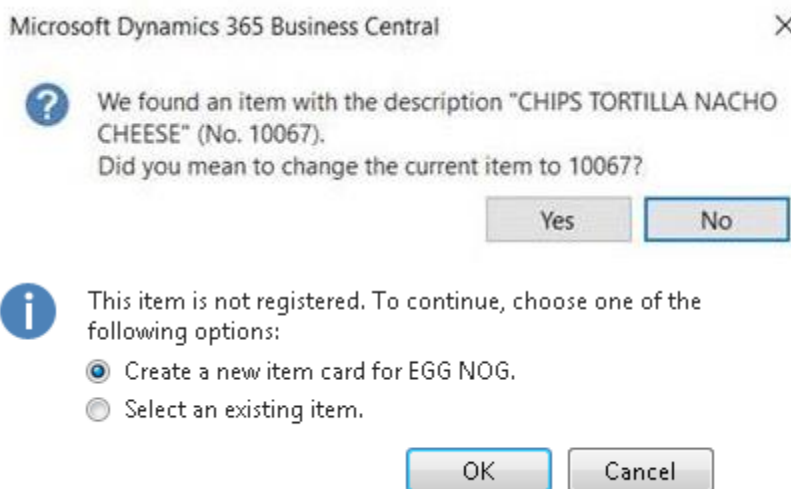 Microsoft Dynamics 365 Business Central
We found an item with the description "CHIPS TORTILLA NACHO
CHEESE" (No. 10067).
Did you mean to change the current item to 10067?
Yes No
This item is not registered. To continue, choose one of the
following options:
Create a new item card for EGG NOG.
Select an existing item.
OK Cancel